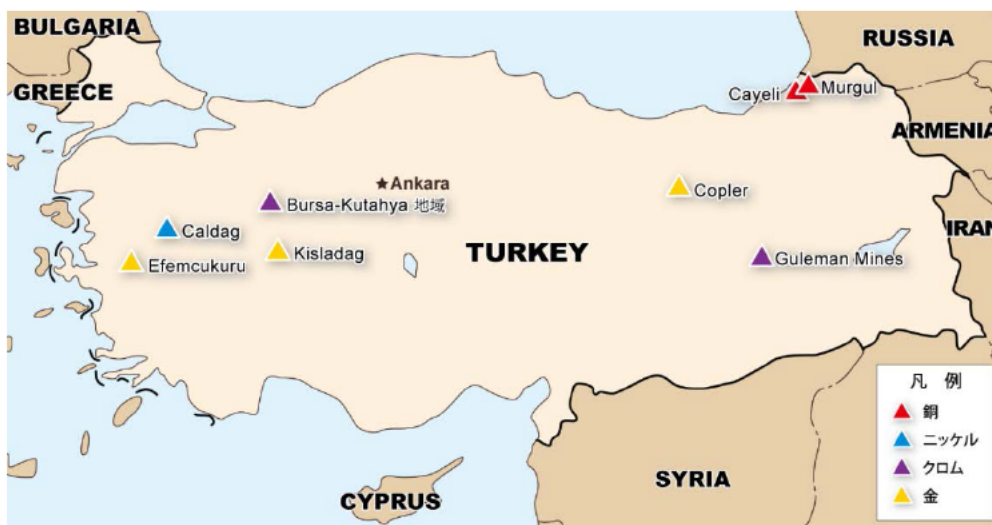 BULGARIA
RUSSIA
GREECE
Cayeli
Murgul
ARMENIA
★Ankara
Copler
Bursa-Kutahya 地域
Caldag
IRAN
Kisladag
TURKEY
Efemcukuru
Guleman Mines
凡 例
銅
ニッケル
クロム
金
SYRIA
CYPRUS